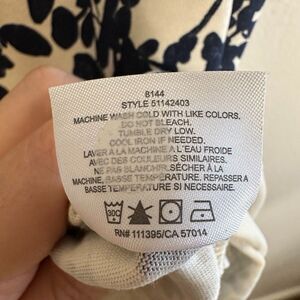 8144
STYLE 51142403
MACHINE WASH COLD WITH LIKE COLORS.
DO NOT BLEACH.
TUMBLE DRY LOW.
COOL IRON IF NEEDED.
LAVER A LA MACHINE A L'EAU FROIDE
AVEC DES COULEURS SIMILAIRES.
NE PAS BLANCHIR. SÉCHER À LA
MACHINE, BASSE TEMPÉRATURE. REPASSER A
BASSE TEMPÉRATURE SI NECESSAIRE.
30C
RN# 111395/CA 57014